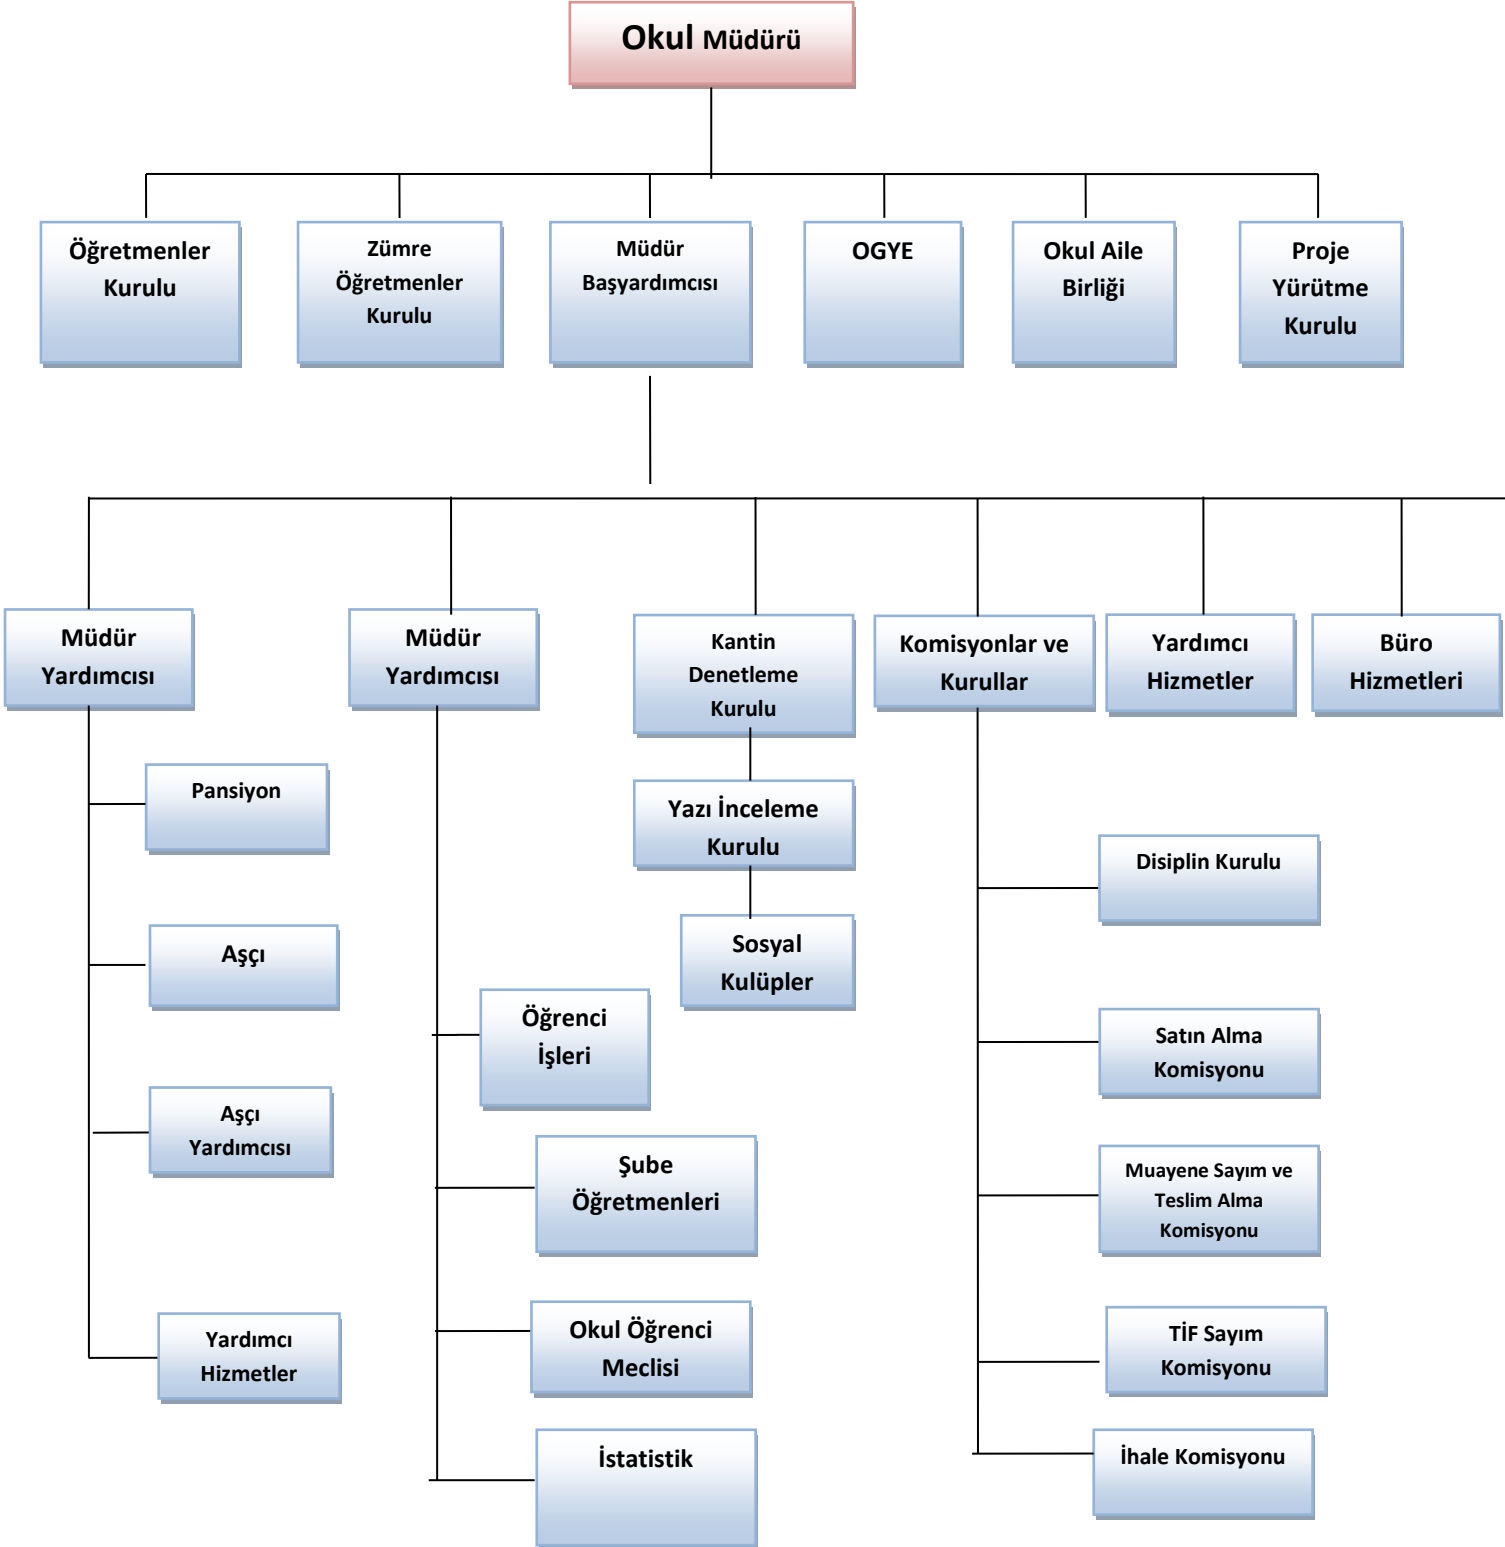 Okul Müdürü
Öğretmenler
Kurulu
Zümre
Öğretmenler
Kurulu
Müdür
Başyardımcısı
OGYE
Okul Aile
Birliği
Proje
Yürütme
Kurulu
Müdür
Yardımcısı
Müdür
Yardımcısı
Kantin
Denetleme
Kurulu
Komisyonlar ve
Kurullar
Yardımcı
Hizmetler
Büro
Hizmetleri
Pansiyon
Aşçı
Aşçı
Yardımcısı
Yardımcı
Hizmetler
Öğrenci
İşleri
Şube
Öğretmenleri
Okul Öğrenci
Meclisi
İstatistik
Yazı İnceleme
Kurulu
Sosyal
Kulüpler
Disiplin Kurulu
Satın Alma
Komisyonu
Muayene Sayım ve
Teslim Alma
Komisyonu
TİF Sayım
Komisyonu
İhale Komisyonu